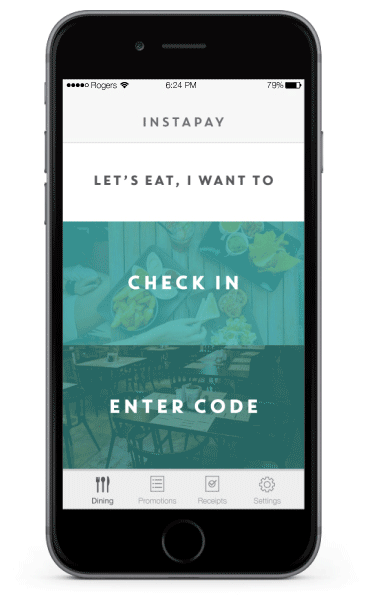 Rogers 6:24 PM 79%
INSTAPAY
LET'S EAT, I WANT TO
CHECK IN
ENTER CODE
Dining Promotions Receipts Settings